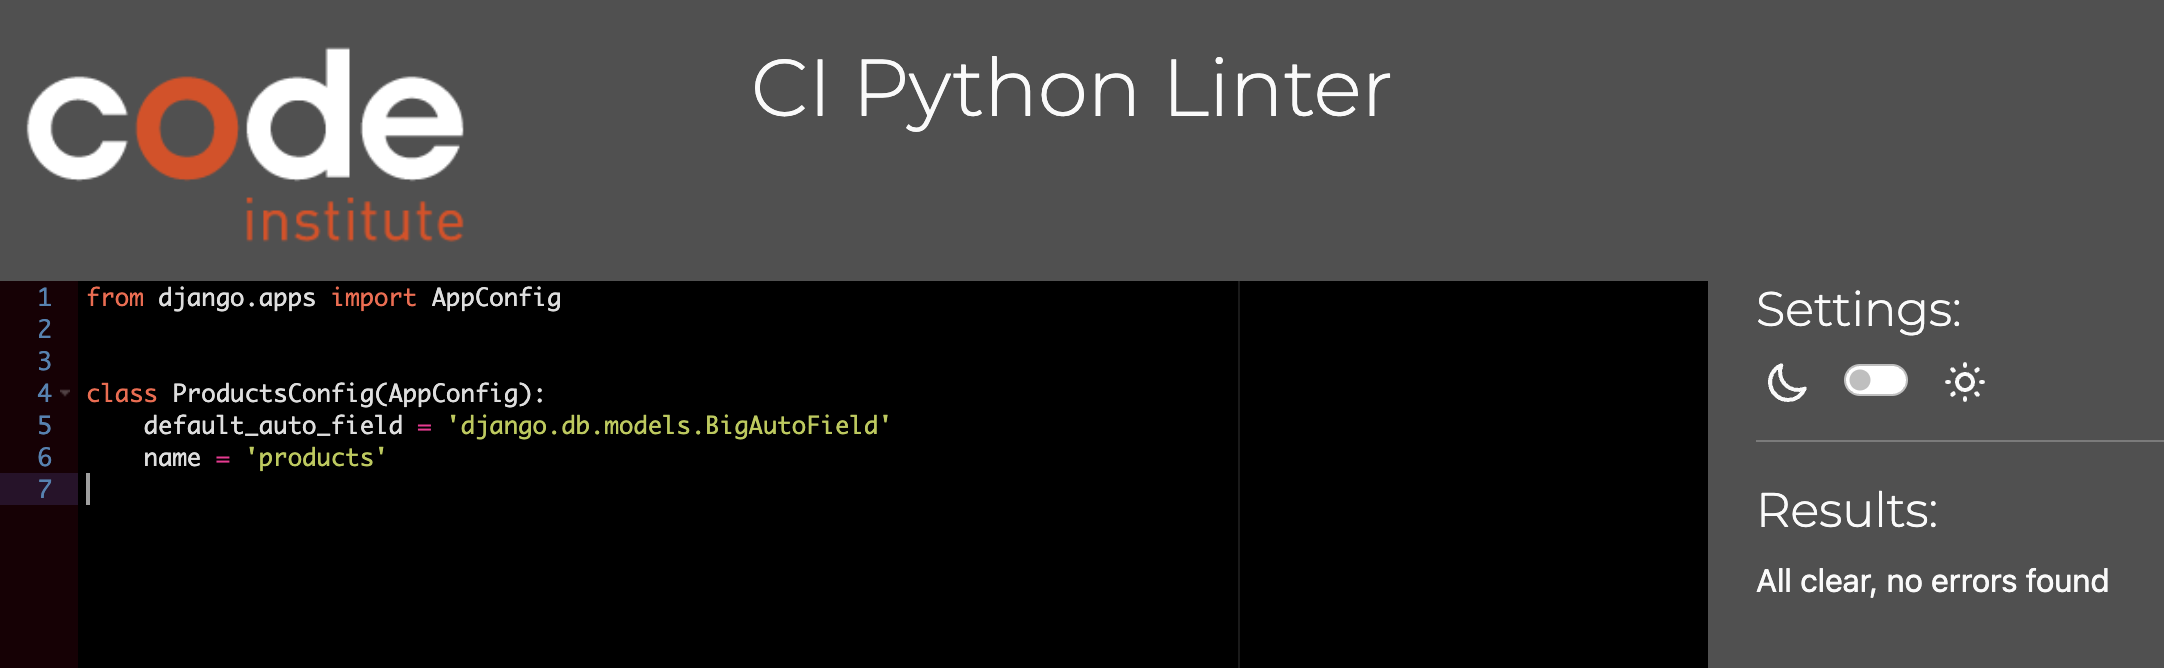 code
institute
CI Python Linter
1 from django.apps import AppConfig
2
3
4 class ProductsConfig(AppConfig):
5     default_auto_field = 'django.db.models.BigAutoField'
6     name = 'products'
7
Settings:
Results:
All clear, no errors found